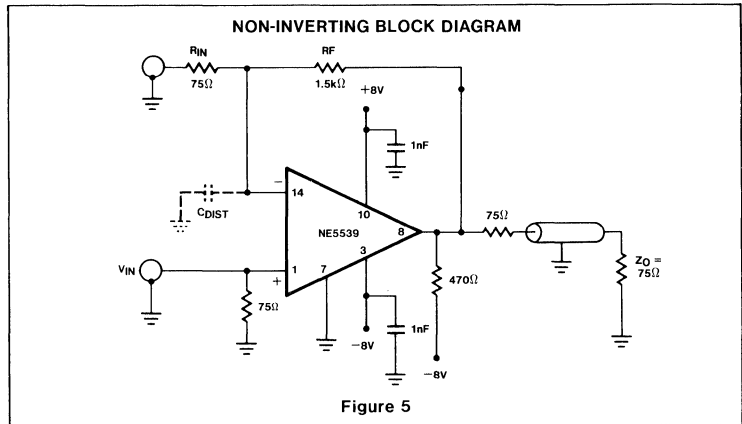 NON-INVERTING BLOCK DIAGRAM
RIN
75Ω
RF
1.5kΩ
+8V
1nF
CDIST
−
14
10
NE5539
8
3
75Ω
ZO =
75Ω
VIN
1
+
7
75Ω
470Ω
1nF
−8V
−8V
Figure 5